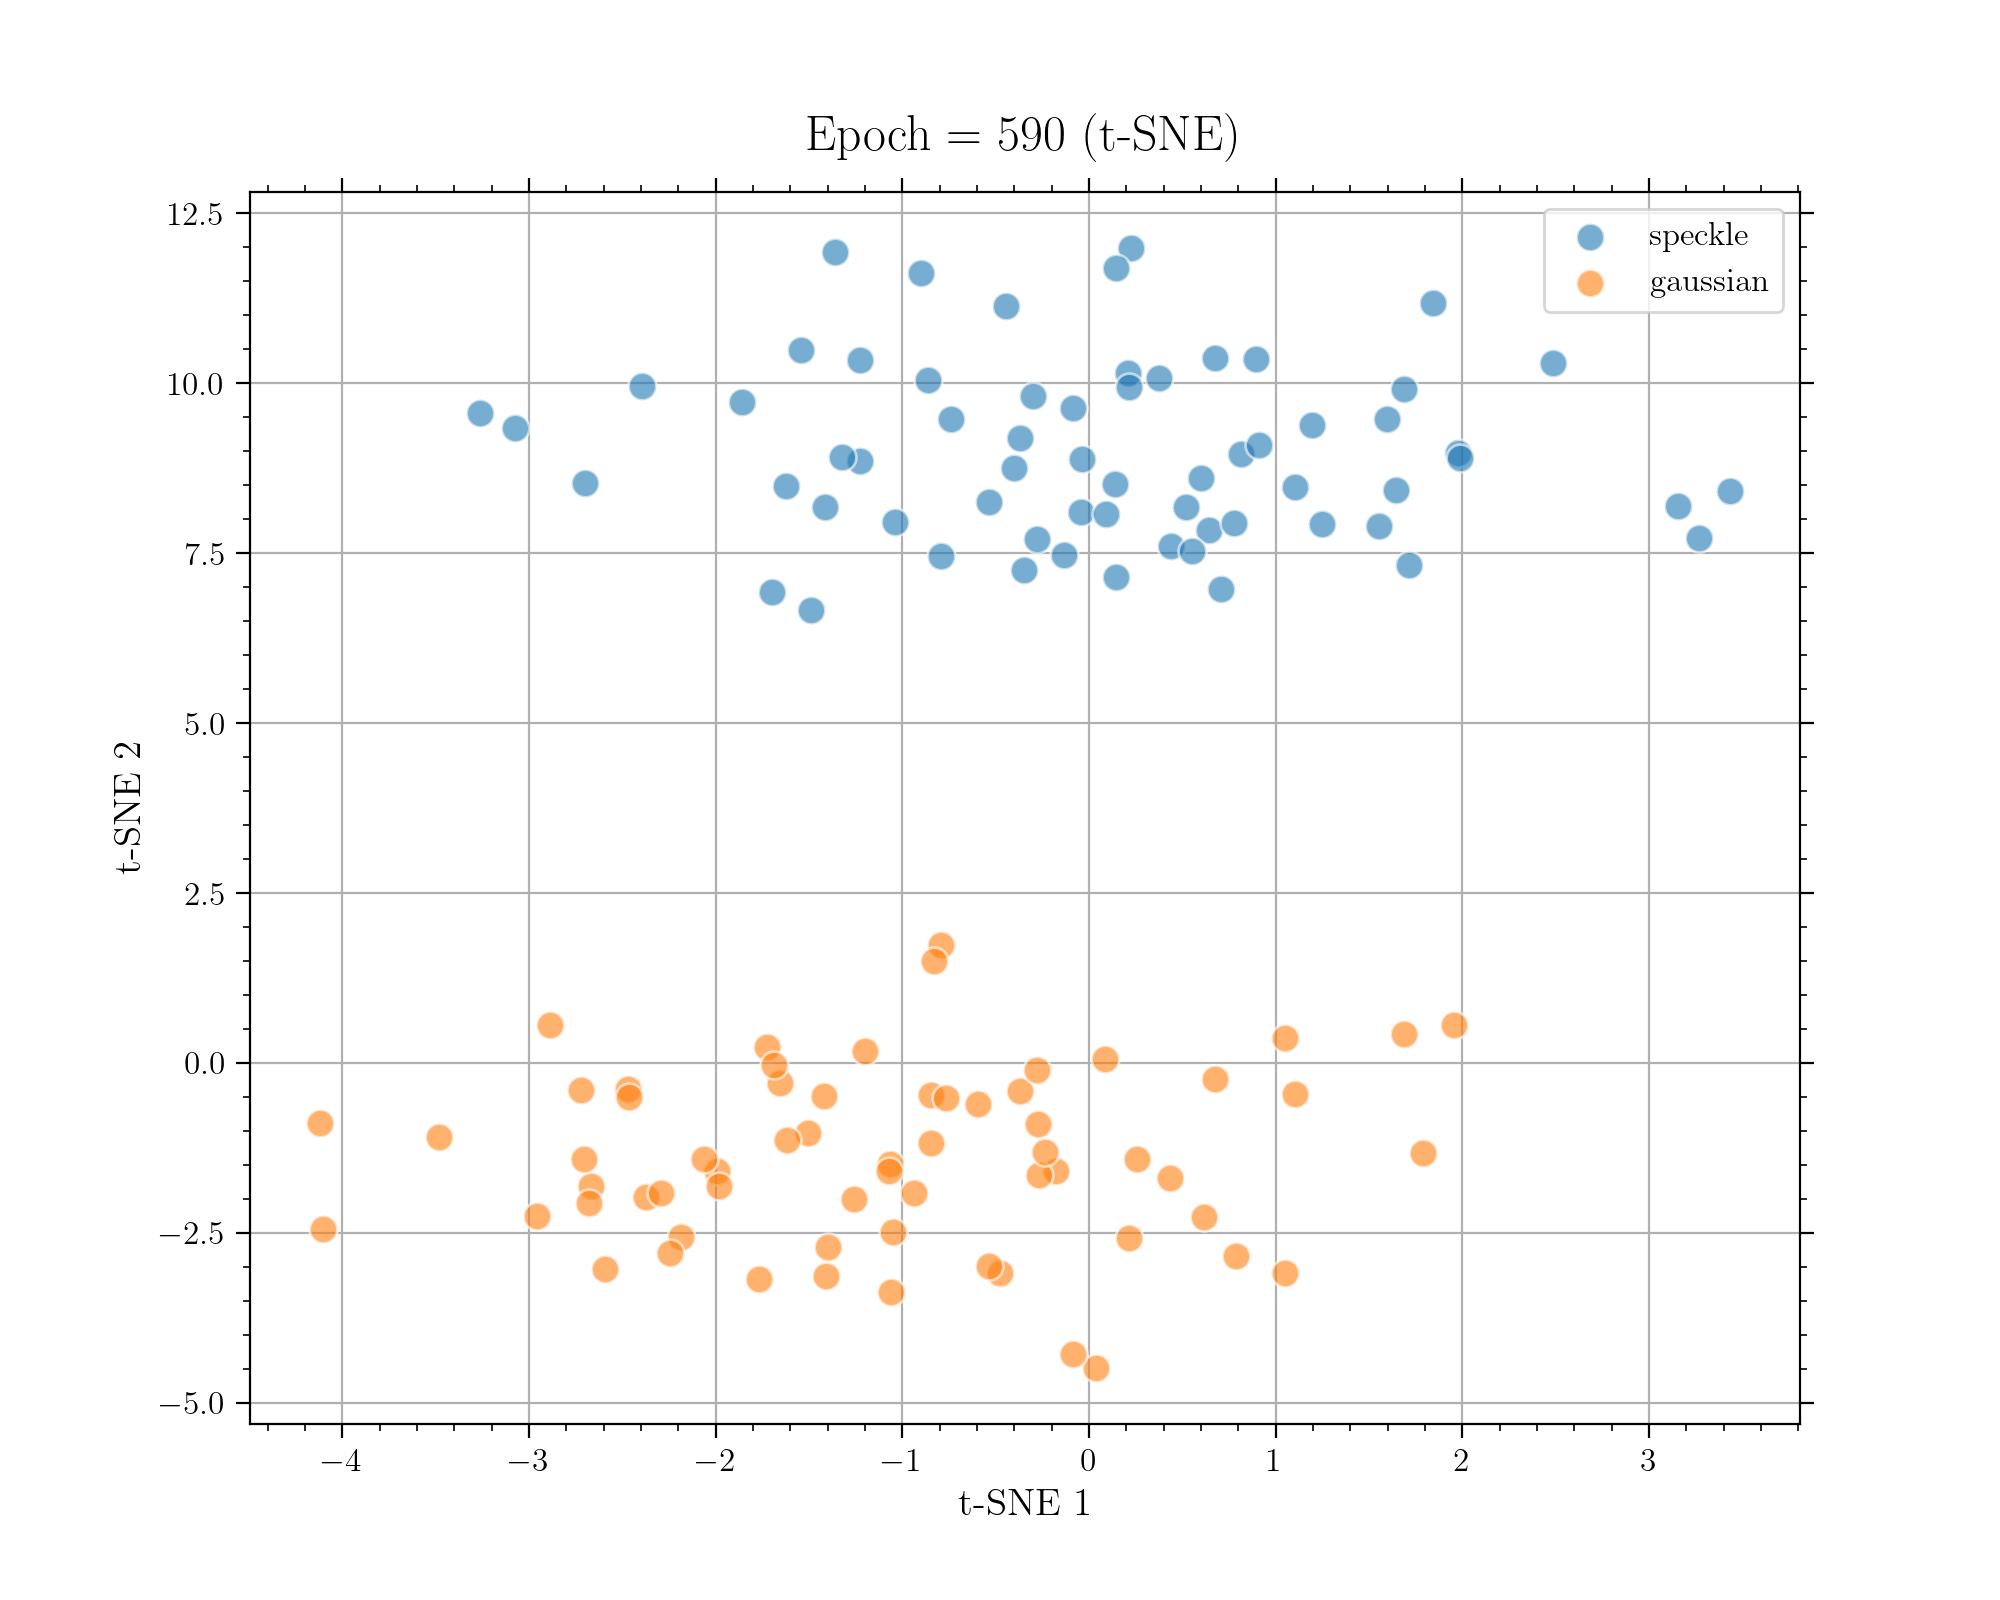 Epoch = 590 (t-SNE)
speckle
gaussian
12.5
10.0
7.5
5.0
2.5
0.0
−2.5
−5.0
t-SNE 2
−4 −3 −2 −1 0 1 2 3
t-SNE 1